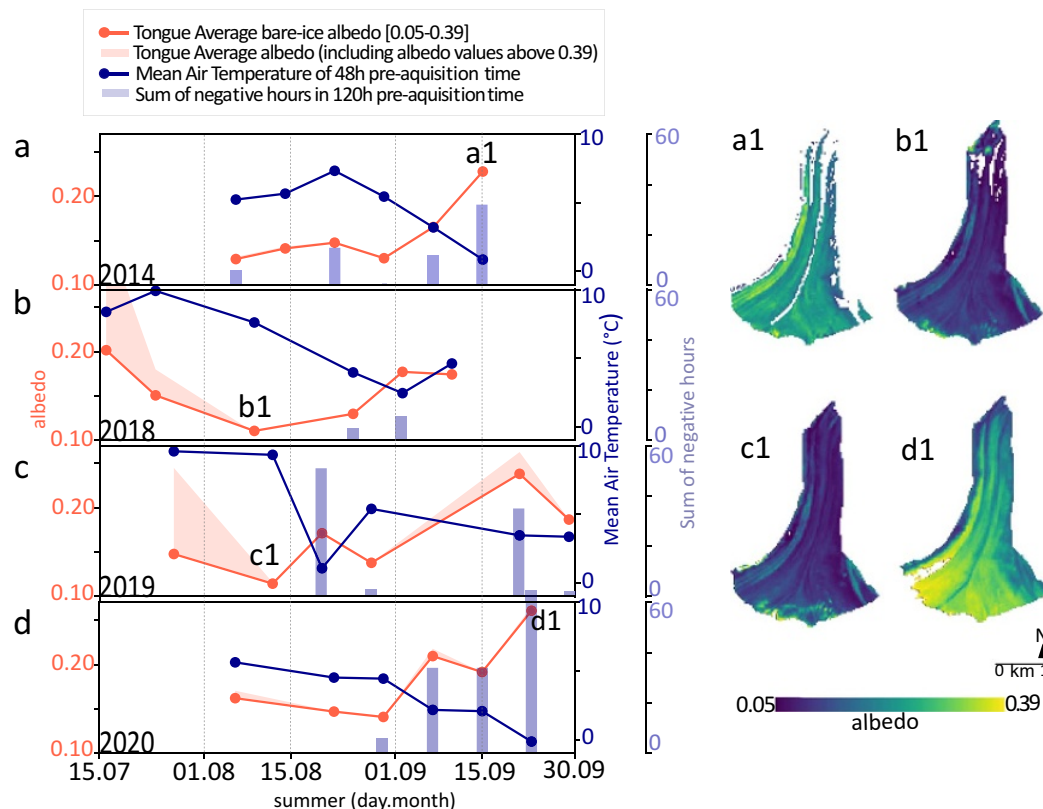 Tongue Average bare-ice albedo [0.05-0.39]
Tongue Average albedo (including albedo values above 0.39)
Mean Air Temperature of 48h pre-aquisition time
Sum of negative hours in 120h pre-aquisition time
a
a1
0.20
0.10
2014
10
0
60
0
b
b1
0.20
0.10
2018
10
0
60
0
c
c1
0.20
0.10
2019
10
0
60
0
d
d1
0.20
0.10
2020
10
0
60
0
albedo
Mean Air Temperature (°C)
Sum of negative hours
15.07 01.08 15.08 01.09 15.09 30.09
summer (day.month)
a1 b1
c1 d1
N
0 km 1
0.05 0.39
albedo